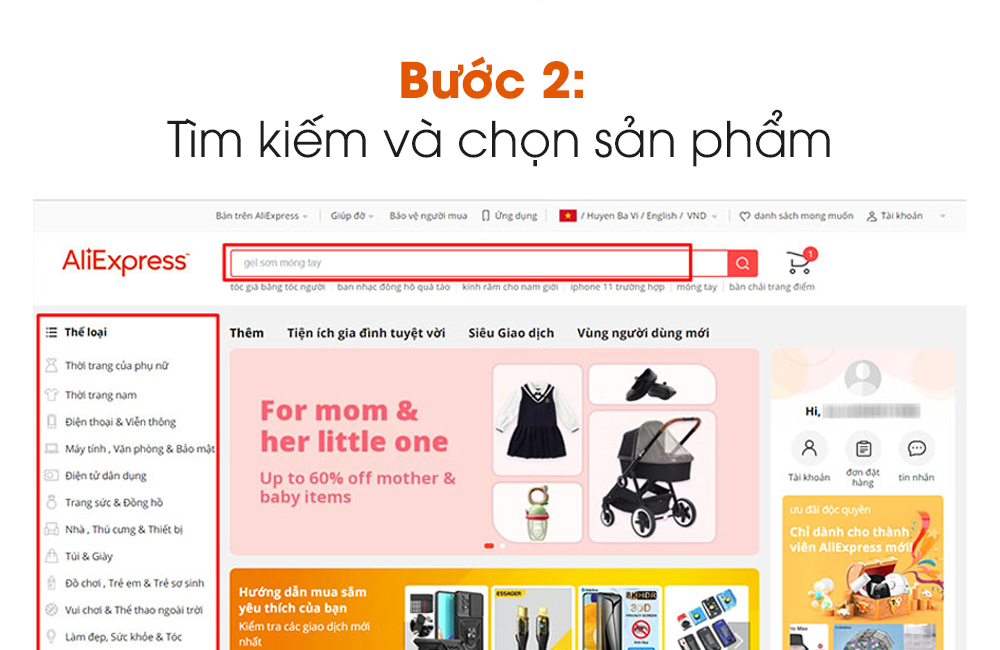 Bước 2:
Tìm kiếm và chọn sản phẩm
Bán trên AliExpress
Giúp đỡ
Bảo vệ người mua
Ứng dụng
/ Huyen Ba Vi / English / VND
danh sách mong muốn
Tài khoản
AliExpress
gel sơn móng tay
1
tóc giả bằng tóc người
ban nhạc đồng hồ quả táo
kính râm cho nam giới
iphone 11 trường hợp
móng tay
bàn chải trang điểm
Thể loại
Thời trang của phụ nữ
Thời trang nam
Điện thoại & Viễn thông
Máy tính , Văn phòng & Bảo mật
Điện tử dân dụng
Trang sức & Đồng hồ
Nhà , Thú cưng & Thiết bị
Túi & Giày
Đồ chơi , Trẻ em & Trẻ sơ sinh
Vui chơi & Thể thao ngoài trời
Làm đẹp, Sức khỏe & Tóc
Thêm
Tiện ích gia đình tuyệt vời
Siêu Giao dịch
Vùng người dùng mới
For mom &
her little one
Up to 60% off mother &
baby items
Hi,
Tài khoản
đơn đặt
hàng
tin nhắn
ưu đãi độc quyền
Chỉ dành cho thành
viên AliExpress mới!
Hướng dẫn mua sắm
yêu thích của bạn
Kiểm tra các giao dịch mới
nhất
ESSAGER
HDR
30D